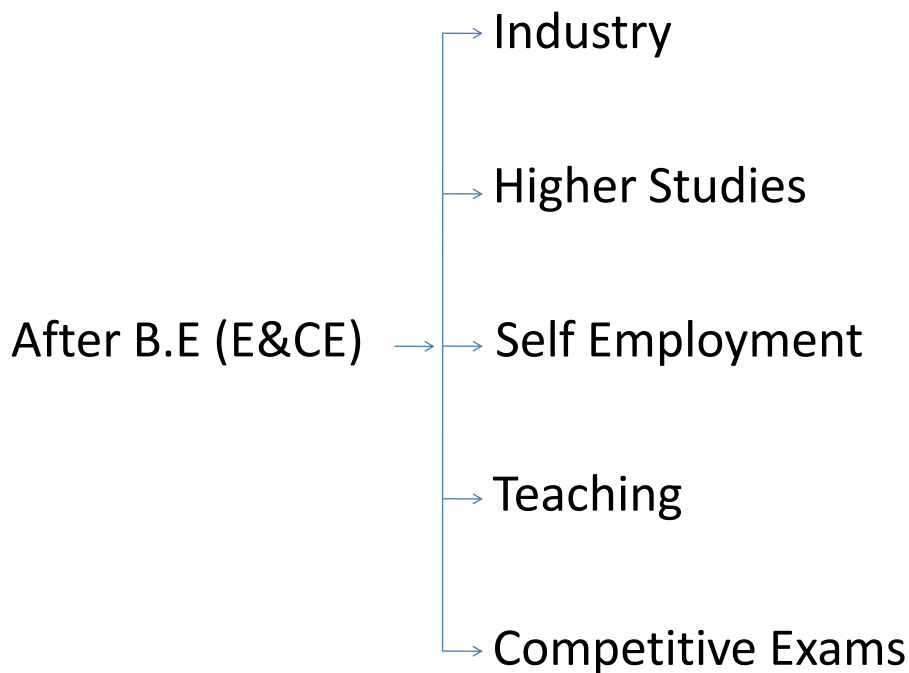 Industry
Higher Studies
After B.E (E&CE)
Self Employment
Teaching
Competitive Exams